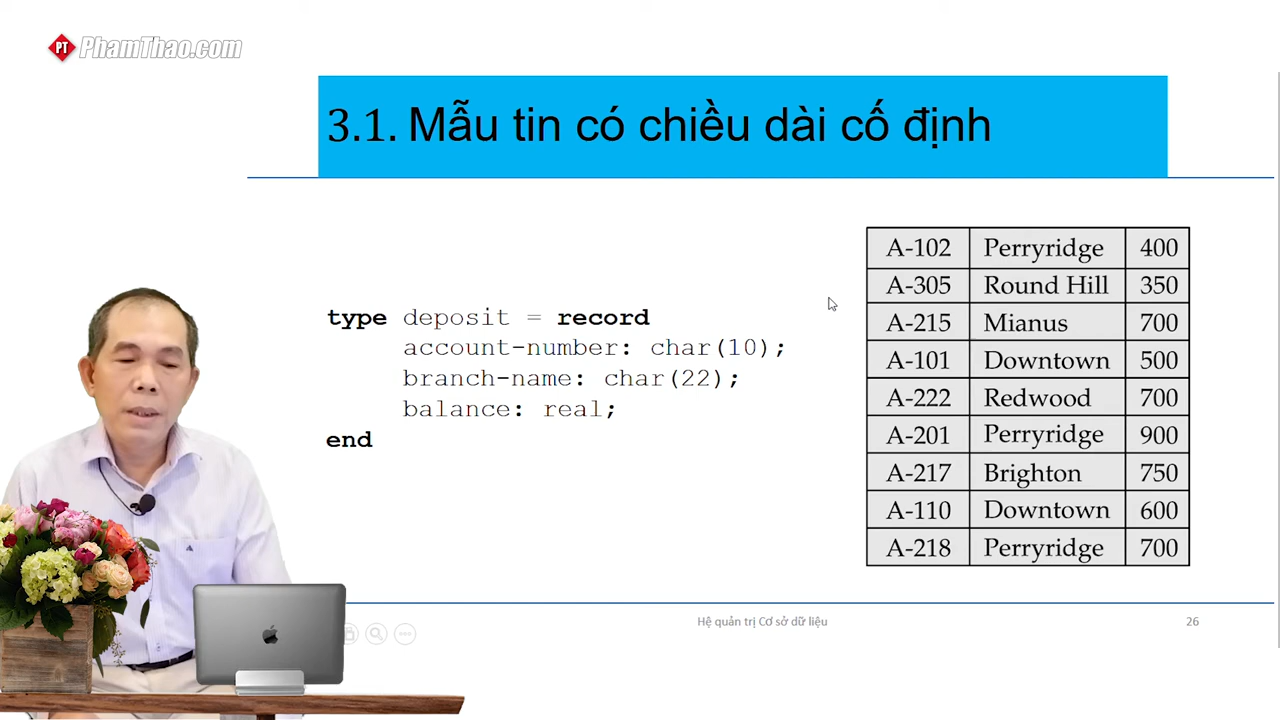 PT PhamThao.com
3.1. Mẫu tin có chiều dài cố định
type deposit = record
account-number: char(10);
branch-name: char(22);
balance: real;
end
A-102 Perryridge 400
A-305 Round Hill 350
A-215 Mianus 700
A-101 Downtown 500
A-222 Redwood 700
A-201 Perryridge 900
A-217 Brighton 750
A-110 Downtown 600
A-218 Perryridge 700
Hệ quản trị Cơ sở dữ liệu
26